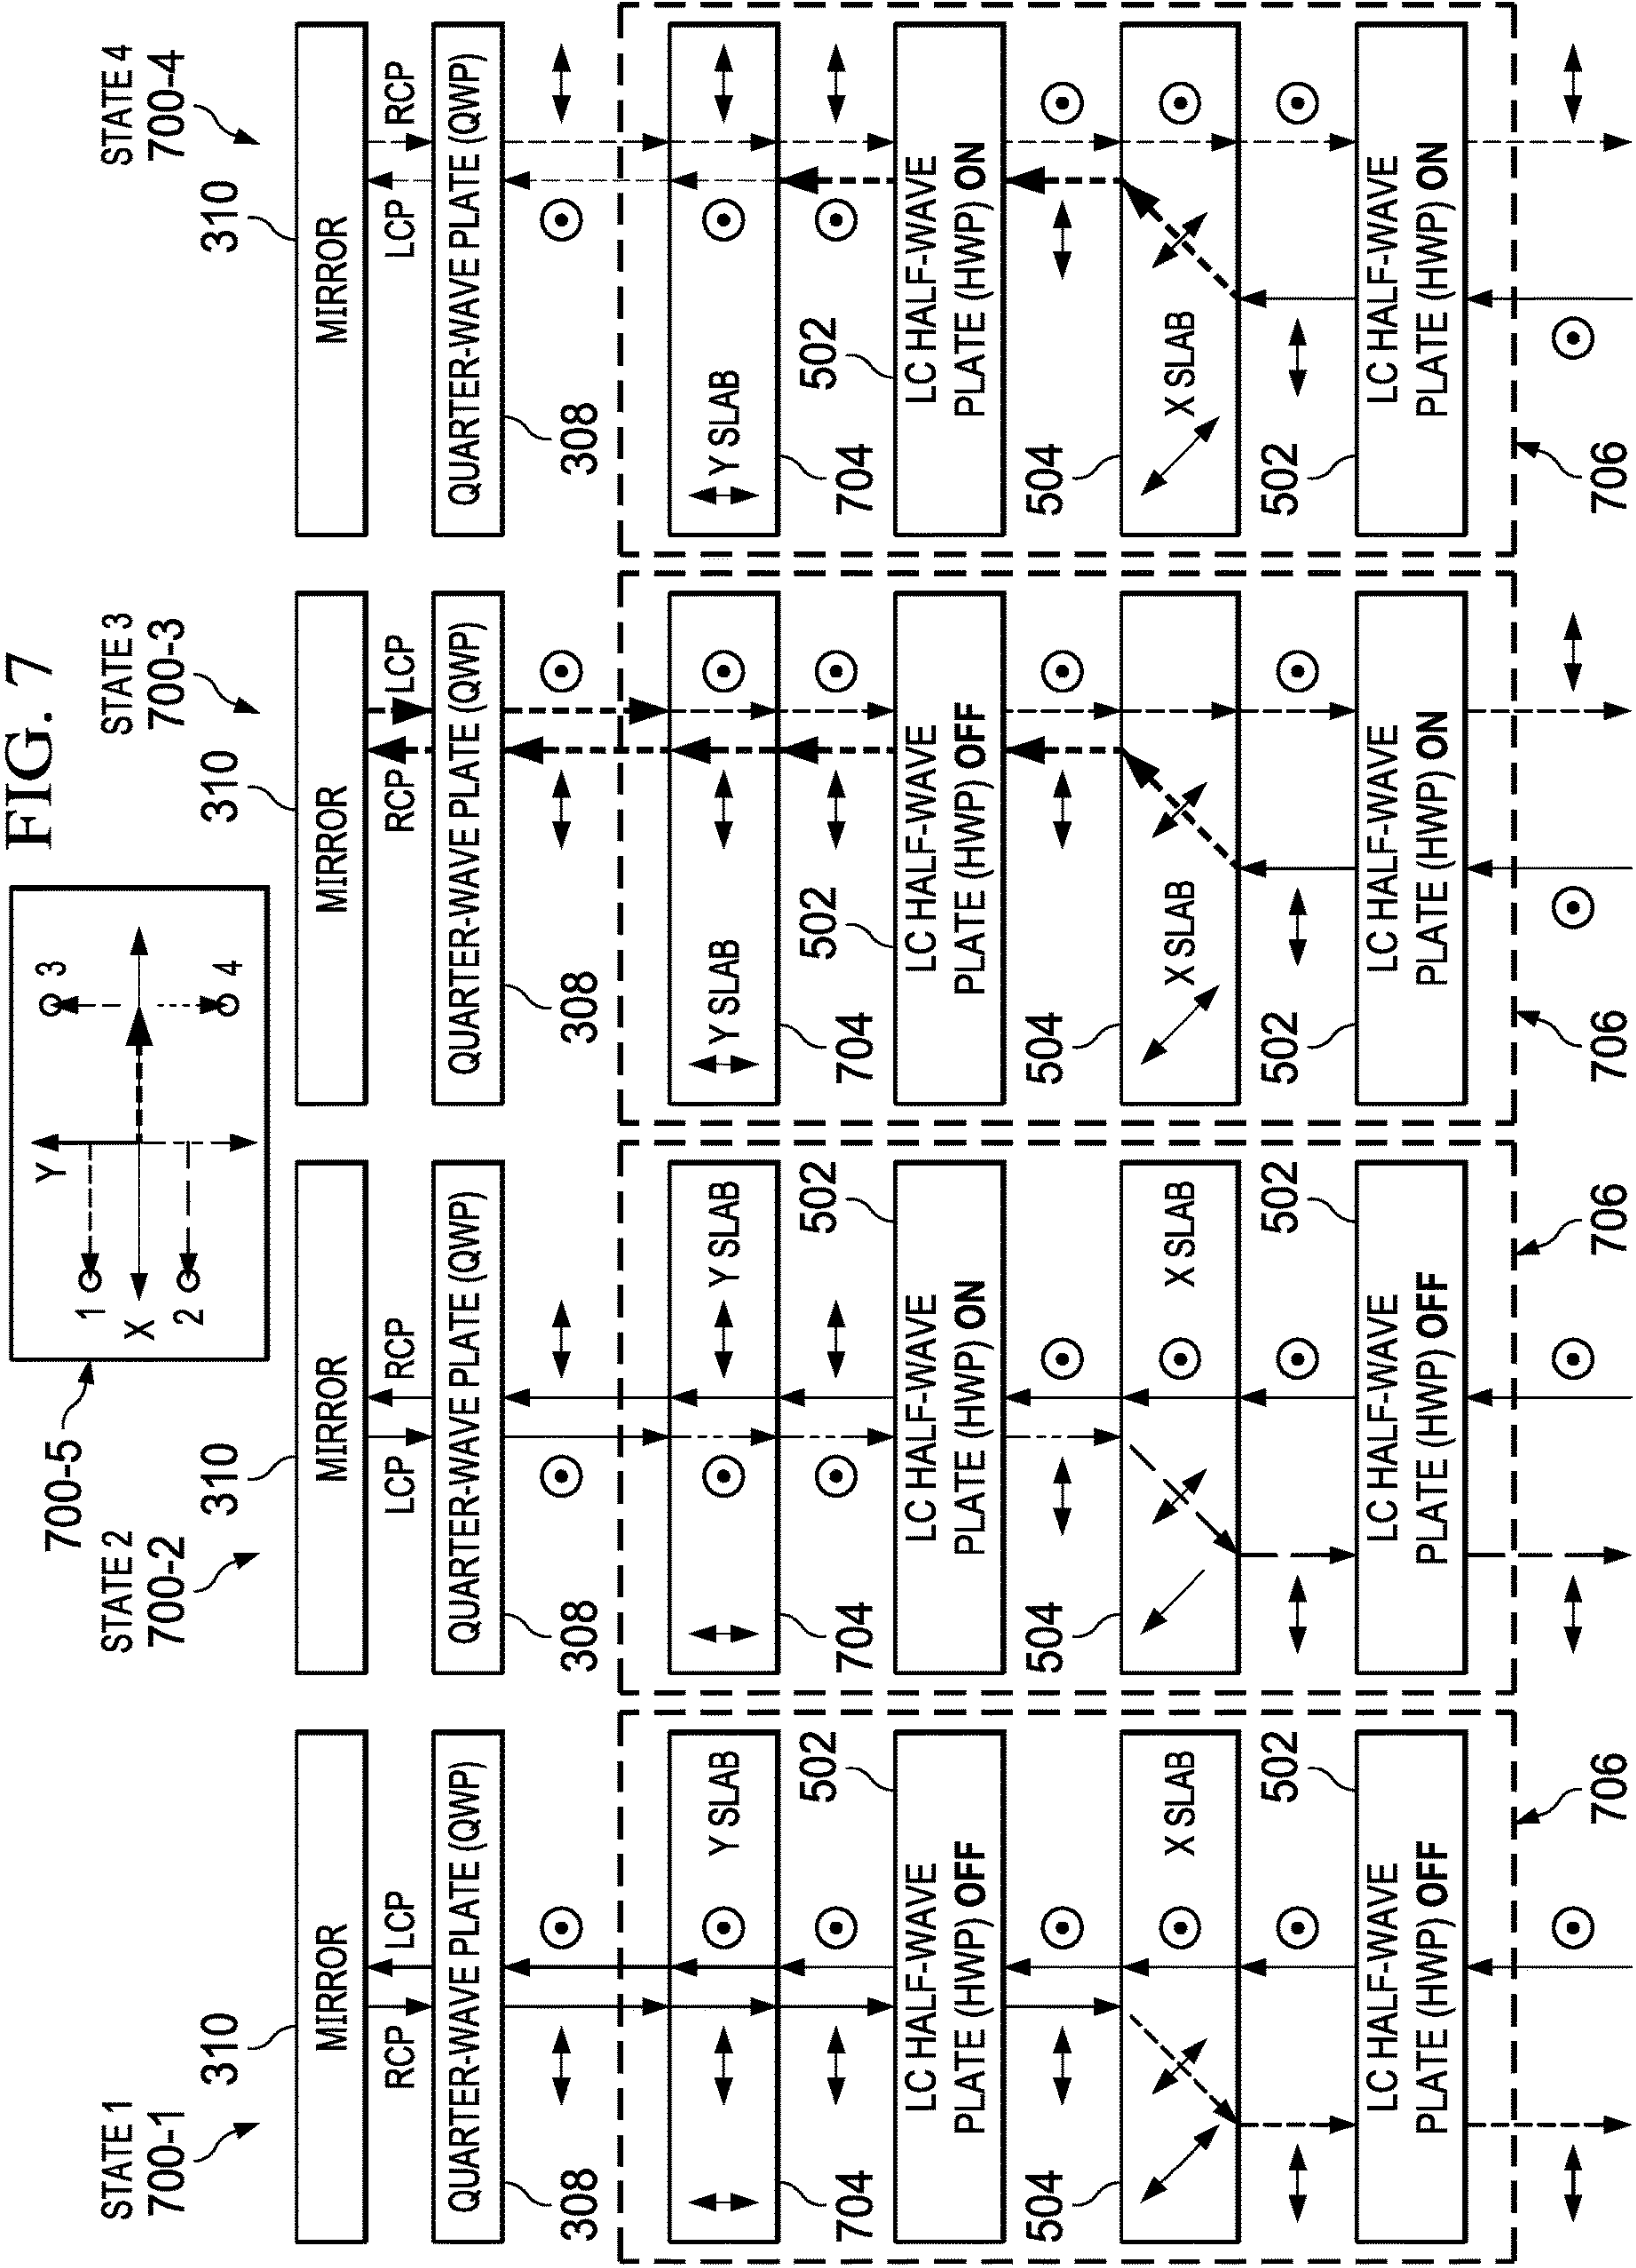 FIG. 7
700-5
Y
1
X
2
3
4
STATE 1
700-1
310
MIRROR
RCP LCP
QUARTER-WAVE PLATE (QWP)
308
Y SLAB
704
502
LC HALF-WAVE
PLATE (HWP) OFF
504
X SLAB
502
LC HALF-WAVE
PLATE (HWP) OFF
706
STATE 2
700-2
310
MIRROR
LCP RCP
QUARTER-WAVE PLATE (QWP)
308
Y SLAB
704
502
LC HALF-WAVE
PLATE (HWP) ON
504
X SLAB
502
LC HALF-WAVE
PLATE (HWP) OFF
706
STATE 3
700-3
310
MIRROR
RCP LCP
QUARTER-WAVE PLATE (QWP)
308
Y SLAB
704
502
LC HALF-WAVE
PLATE (HWP) OFF
504
X SLAB
502
LC HALF-WAVE
PLATE (HWP) ON
706
STATE 4
700-4
310
MIRROR
LCP RCP
QUARTER-WAVE PLATE (QWP)
308
Y SLAB
704
502
LC HALF-WAVE
PLATE (HWP) ON
504
X SLAB
502
LC HALF-WAVE
PLATE (HWP) ON
706